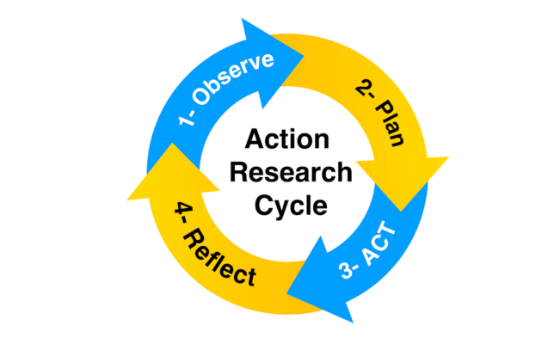 1- Observe
2- Plan
3- ACT
4- Reflect
Action
Research
Cycle